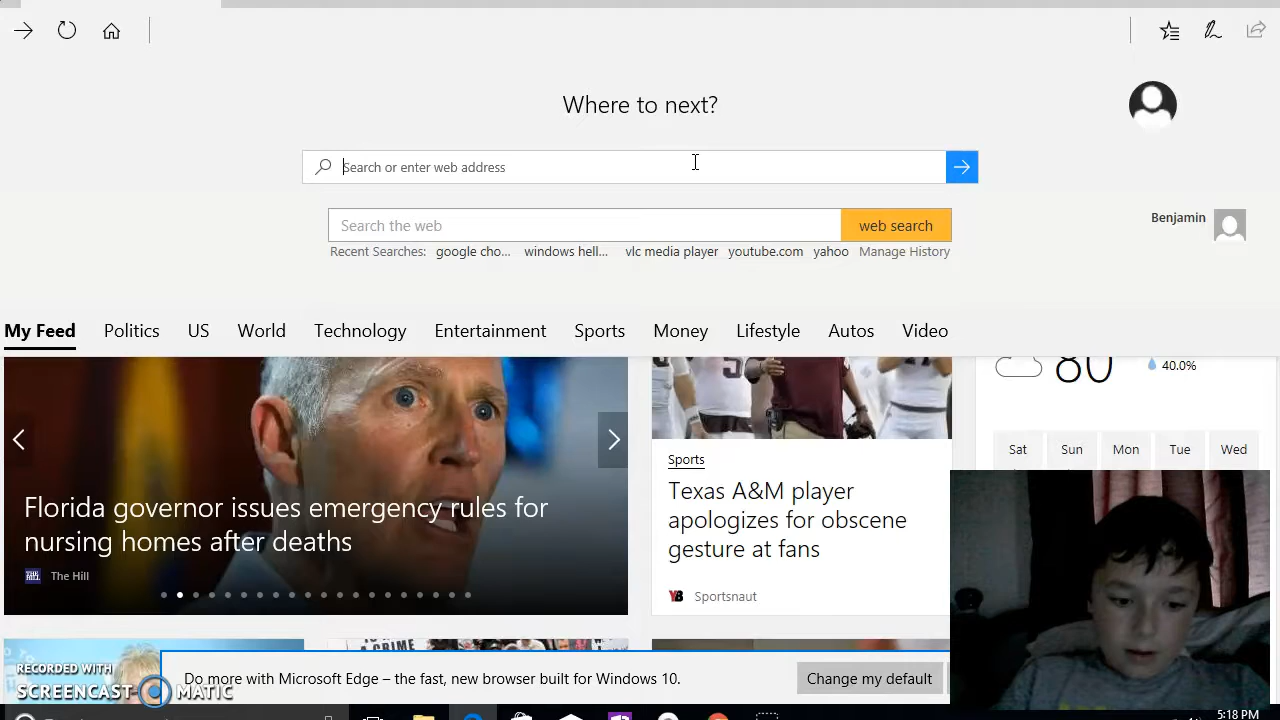 Where to next?
Search or enter web address
Search the web
web search
Benjamin
Recent Searches: google cho... windows hell... vlc media player youtube.com yahoo Manage History
My Feed Politics US World Technology Entertainment Sports Money Lifestyle Autos Video
80
40.0%
Sat Sun Mon Tue Wed
Florida governor issues emergency rules for
nursing homes after deaths
The Hill
Sports
Texas A&M player
apologizes for obscene
gesture at fans
Sportsnaut
Do more with Microsoft Edge – the fast, new browser built for Windows 10.
Change my default
RECORDED WITH
SCREENCAST MATIC
5:18 PM